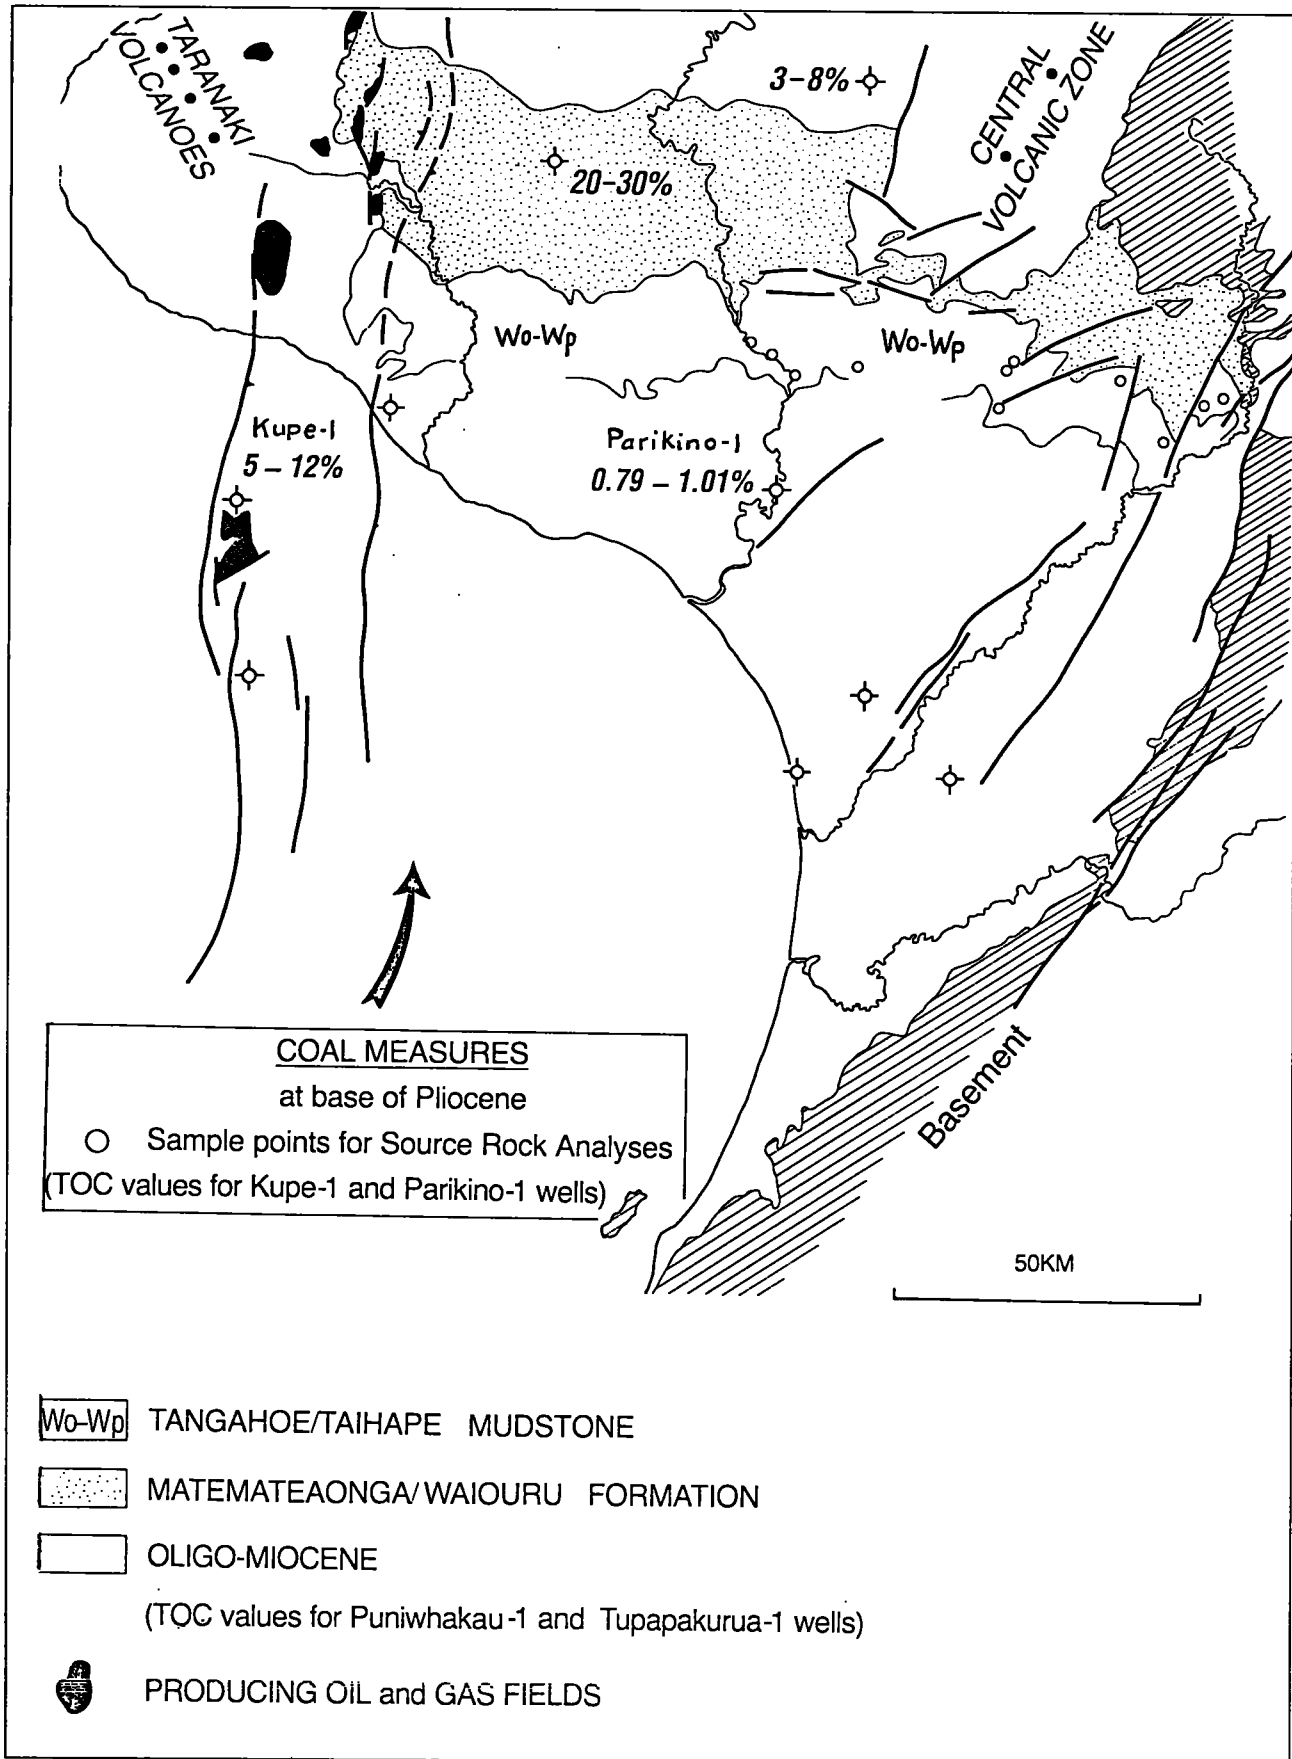 TARANAKI
VOLCANOES
3-8%
CENTRAL
VOLCANIC ZONE
20-30%
Wo-Wp
Wo-Wp
Kupe-1
5 – 12%
Parikino-1
0.79 – 1.01%
COAL MEASURES
at base of Pliocene
Sample points for Source Rock Analyses
(TOC values for Kupe-1 and Parikino-1 wells)
Basement
50KM
Wo-Wp TANGAHOE/TAIHAPE MUDSTONE
MATEMATEAONGA/WAIOURU FORMATION
OLIGO-MIOCENE
(TOC values for Puniwhakau-1 and Tupapakurua-1 wells)
PRODUCING OIL and GAS FIELDS